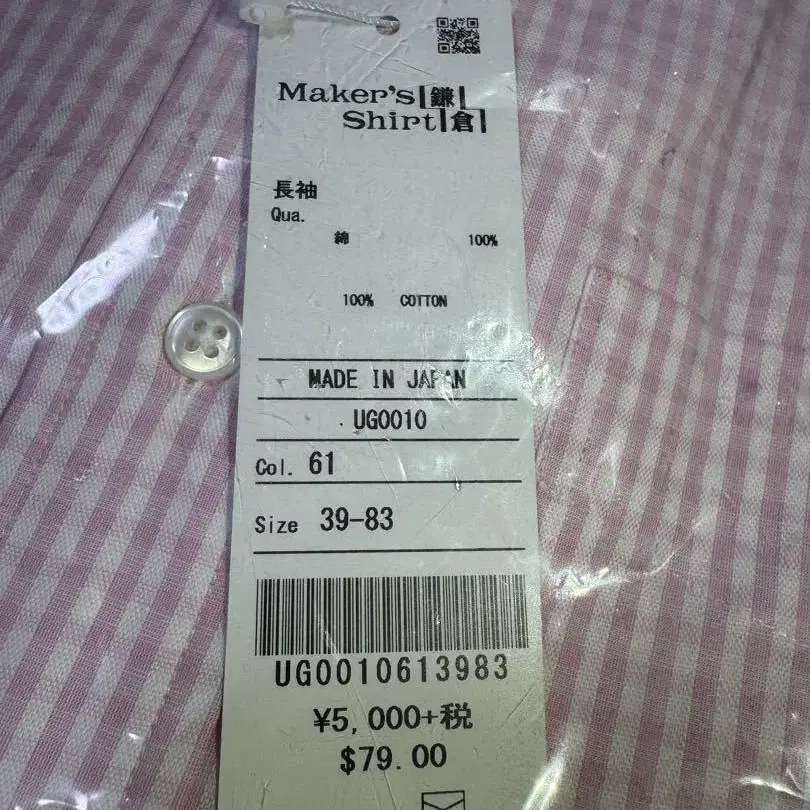 Maker's 鎌
Shirt 倉
長袖
Qua.
綿 100%
100% COTTON
MADE IN JAPAN
UG0010
Col. 61
Size 39-83
UG0010613983
¥5,000+税
$79.00